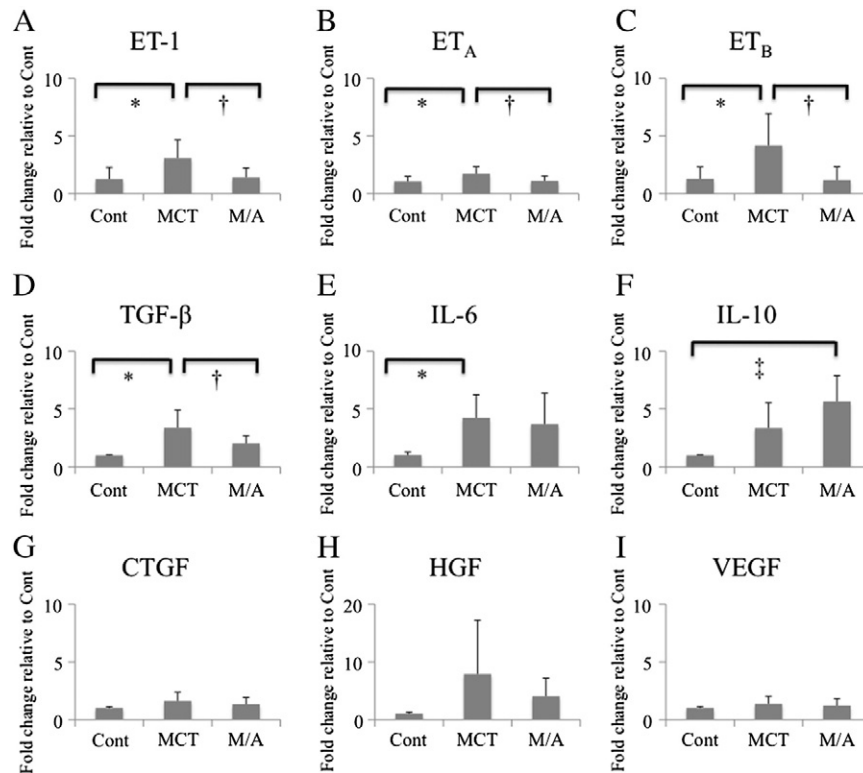 A
ET-1
Fold change relative to Cont
10
5
0
*
†
Cont MCT M/A
B
ET_A
Fold change relative to Cont
10
5
0
*
†
Cont MCT M/A
C
ET_B
Fold change relative to Cont
10
5
0
*
†
Cont MCT M/A
D
TGF-β
Fold change relative to Cont
10
5
0
*
†
Cont MCT M/A
E
IL-6
Fold change relative to Cont
10
5
0
*
Cont MCT M/A
F
IL-10
Fold change relative to Cont
10
5
0
‡
Cont MCT M/A
G
CTGF
Fold change relative to Cont
10
5
0
Cont MCT M/A
H
HGF
Fold change relative to Cont
20
10
0
Cont MCT M/A
I
VEGF
Fold change relative to Cont
10
5
0
Cont MCT M/A